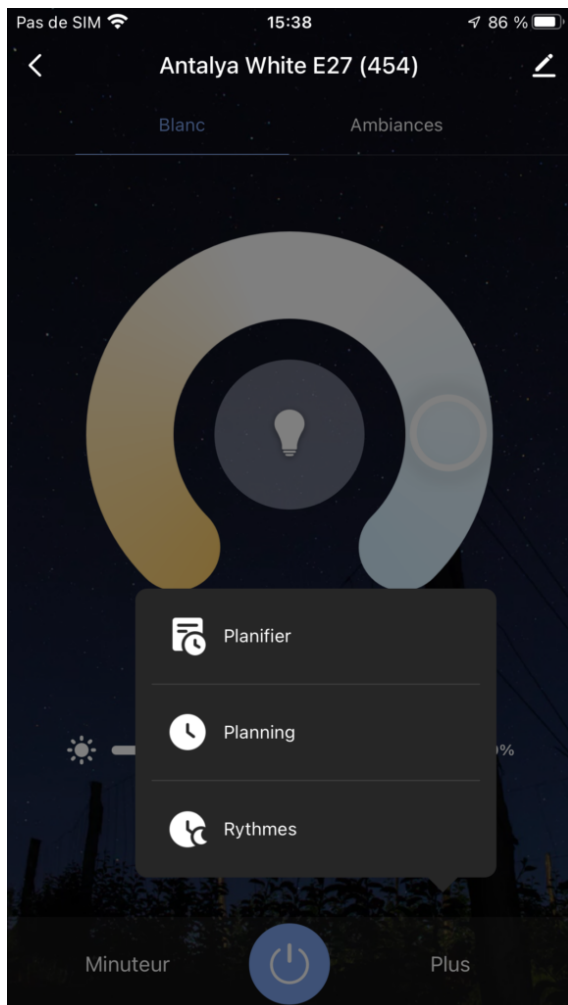 Pas de SIM 15:38 86 %
Antalya White E27 (454)
Blanc Ambiances
Planifier
Planning
%
Rythmes
Minuteur Plus